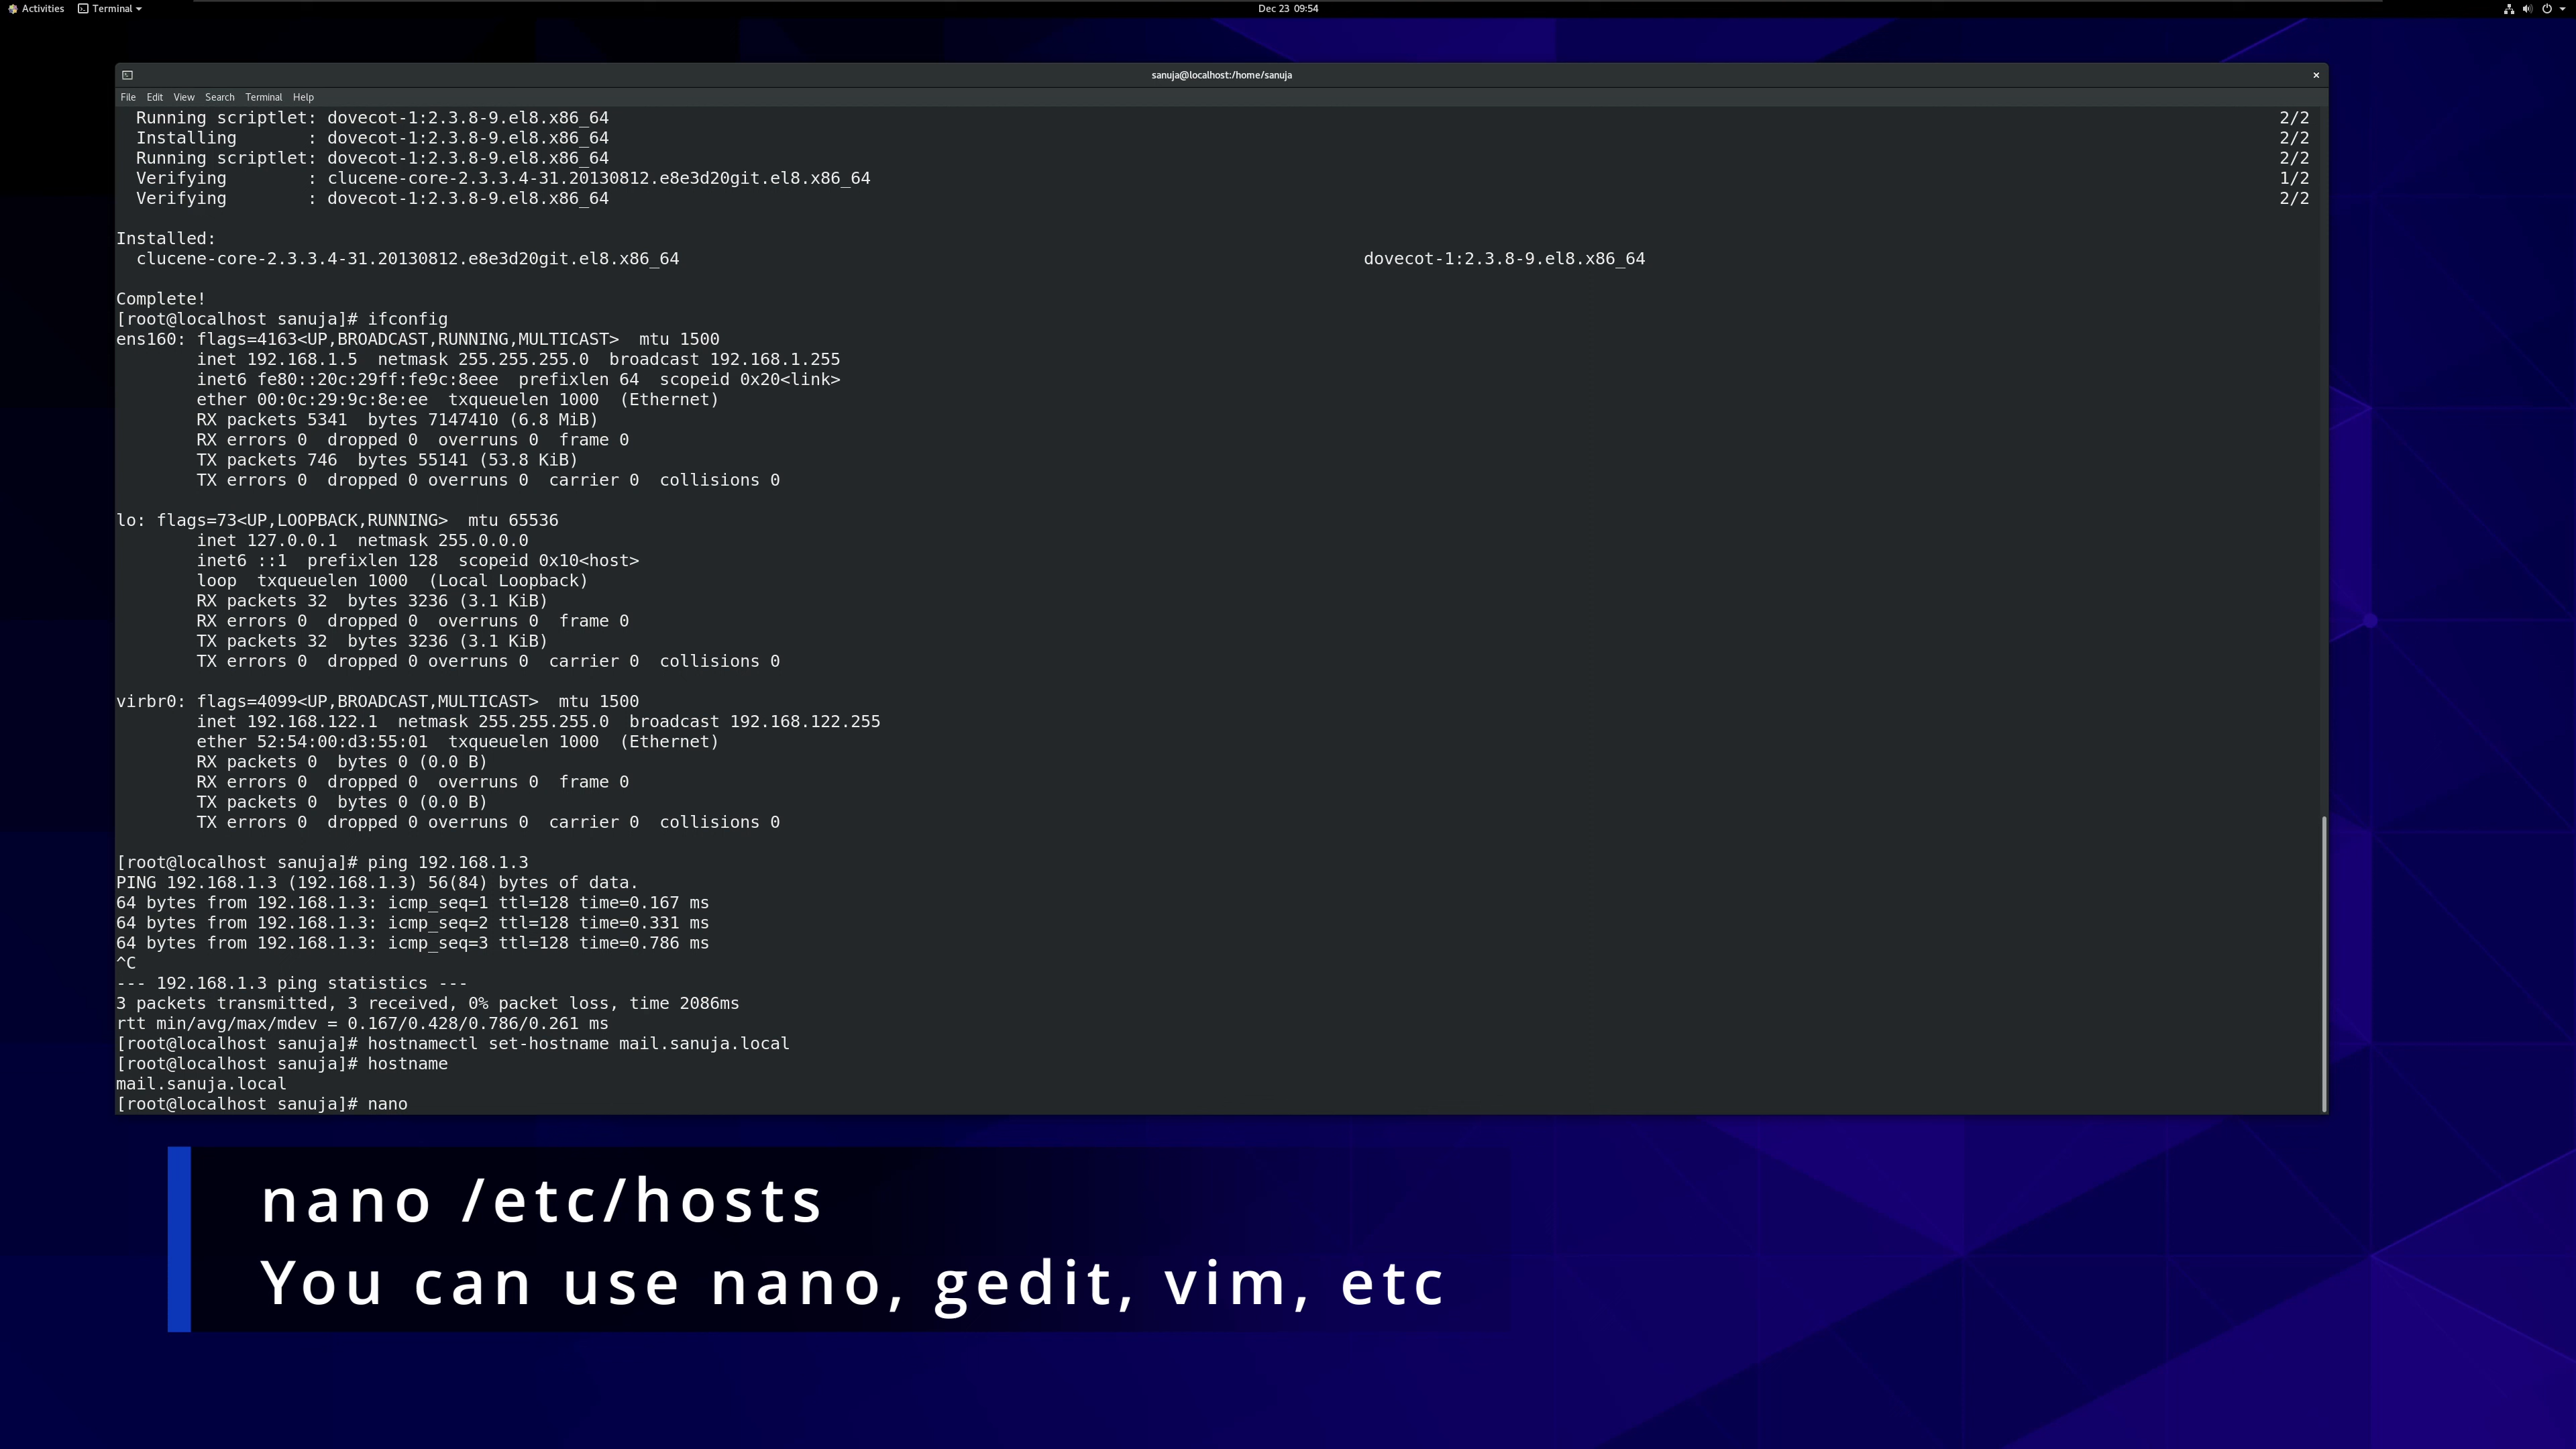 Activities Terminal Dec 23 09:54
sanuja@localhost:/home/sanuja
File Edit View Search Terminal Help
  Running scriptlet: dovecot-1:2.3.8-9.el8.x86_64 2/2
  Installing       : dovecot-1:2.3.8-9.el8.x86_64 2/2
  Running scriptlet: dovecot-1:2.3.8-9.el8.x86_64 2/2
  Verifying        : clucene-core-2.3.3.4-31.20130812.e8e3d20git.el8.x86_64 1/2
  Verifying        : dovecot-1:2.3.8-9.el8.x86_64 2/2
Installed:
  clucene-core-2.3.3.4-31.20130812.e8e3d20git.el8.x86_64 dovecot-1:2.3.8-9.el8.x86_64
Complete!
[root@localhost sanuja]# ifconfig
ens160: flags=4163<UP,BROADCAST,RUNNING,MULTICAST>  mtu 1500
        inet 192.168.1.5  netmask 255.255.255.0  broadcast 192.168.1.255
        inet6 fe80::20c:29ff:fe9c:8eee  prefixlen 64  scopeid 0x20<link>
        ether 00:0c:29:9c:8e:ee  txqueuelen 1000  (Ethernet)
        RX packets 5341  bytes 7147410 (6.8 MiB)
        RX errors 0  dropped 0  overruns 0  frame 0
        TX packets 746  bytes 55141 (53.8 KiB)
        TX errors 0  dropped 0 overruns 0  carrier 0  collisions 0
lo: flags=73<UP,LOOPBACK,RUNNING>  mtu 65536
        inet 127.0.0.1  netmask 255.0.0.0
        inet6 ::1  prefixlen 128  scopeid 0x10<host>
        loop  txqueuelen 1000  (Local Loopback)
        RX packets 32  bytes 3236 (3.1 KiB)
        RX errors 0  dropped 0  overruns 0  frame 0
        TX packets 32  bytes 3236 (3.1 KiB)
        TX errors 0  dropped 0 overruns 0  carrier 0  collisions 0
virbr0: flags=4099<UP,BROADCAST,MULTICAST>  mtu 1500
        inet 192.168.122.1  netmask 255.255.255.0  broadcast 192.168.122.255
        ether 52:54:00:d3:55:01  txqueuelen 1000  (Ethernet)
        RX packets 0  bytes 0 (0.0 B)
        RX errors 0  dropped 0  overruns 0  frame 0
        TX packets 0  bytes 0 (0.0 B)
        TX errors 0  dropped 0 overruns 0  carrier 0  collisions 0
[root@localhost sanuja]# ping 192.168.1.3
PING 192.168.1.3 (192.168.1.3) 56(84) bytes of data.
64 bytes from 192.168.1.3: icmp_seq=1 ttl=128 time=0.167 ms
64 bytes from 192.168.1.3: icmp_seq=2 ttl=128 time=0.331 ms
64 bytes from 192.168.1.3: icmp_seq=3 ttl=128 time=0.786 ms
^C
--- 192.168.1.3 ping statistics ---
3 packets transmitted, 3 received, 0% packet loss, time 2086ms
rtt min/avg/max/mdev = 0.167/0.428/0.786/0.261 ms
[root@localhost sanuja]# hostnamectl set-hostname mail.sanuja.local
[root@localhost sanuja]# hostname
mail.sanuja.local
[root@localhost sanuja]# nano
nano /etc/hosts
You can use nano, gedit, vim, etc